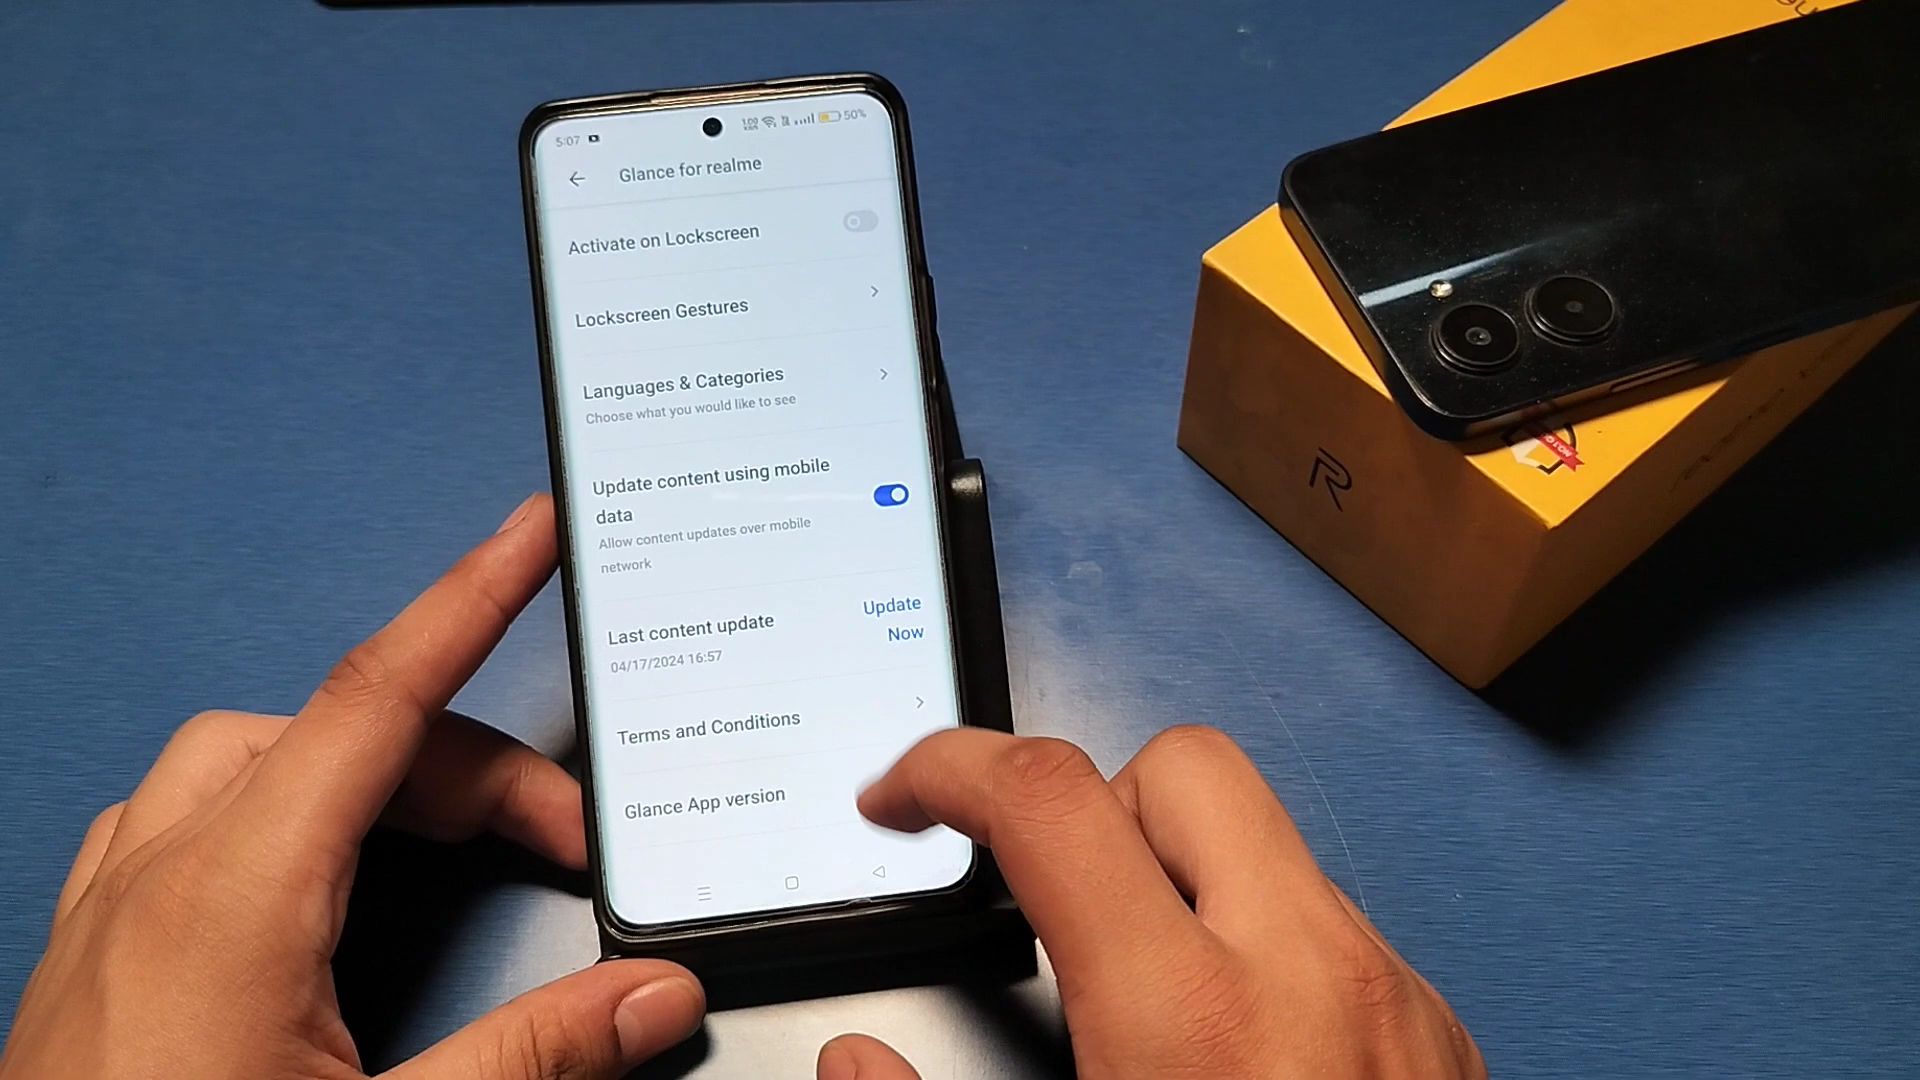 5:07
50%
Glance for realme
Activate on Lockscreen
Lockscreen Gestures
Languages & Categories
Choose what you would like to see
Update content using mobile
data
Allow content updates over mobile
network
Last content update
Update
Now
04/17/2024 16:57
Terms and Conditions
Glance App version
R